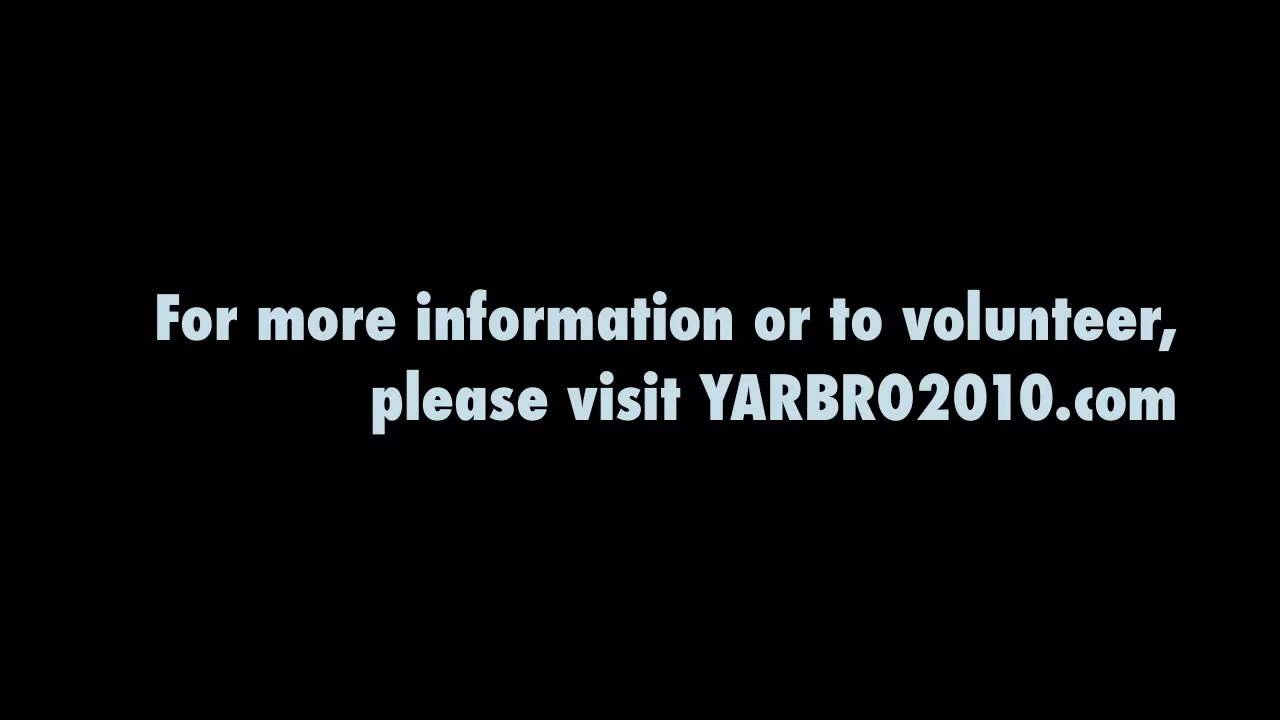 For more information or to volunteer,
please visit YARBRO2010.com